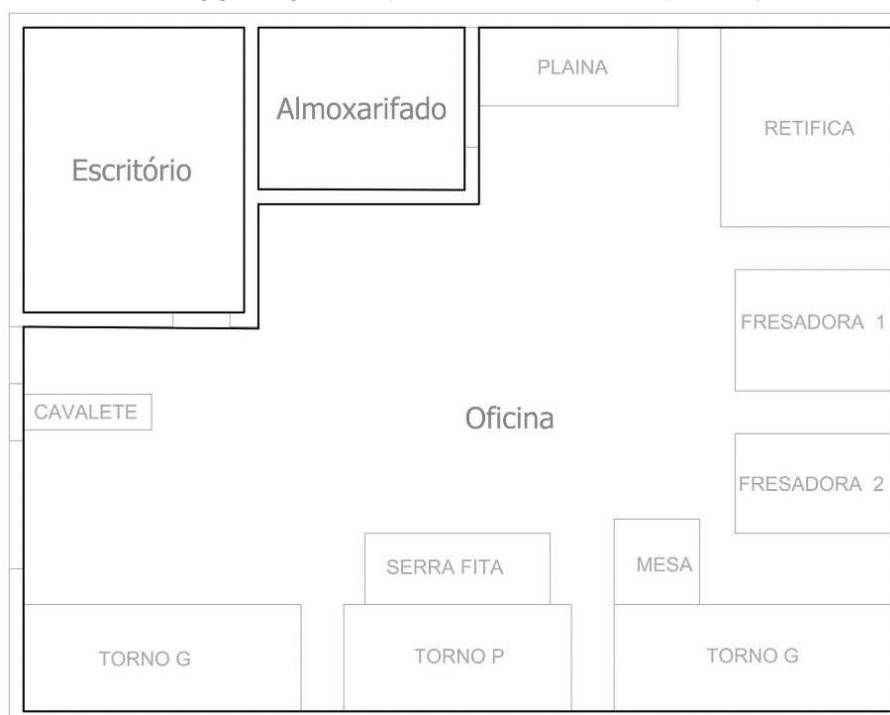 PLAINA
Almoxarifado
RETIFICA
Escritório
FRESADORA 1
CAVALETE
Oficina
FRESADORA 2
SERRA FITA
MESA
TORNO G
TORNO P
TORNO G